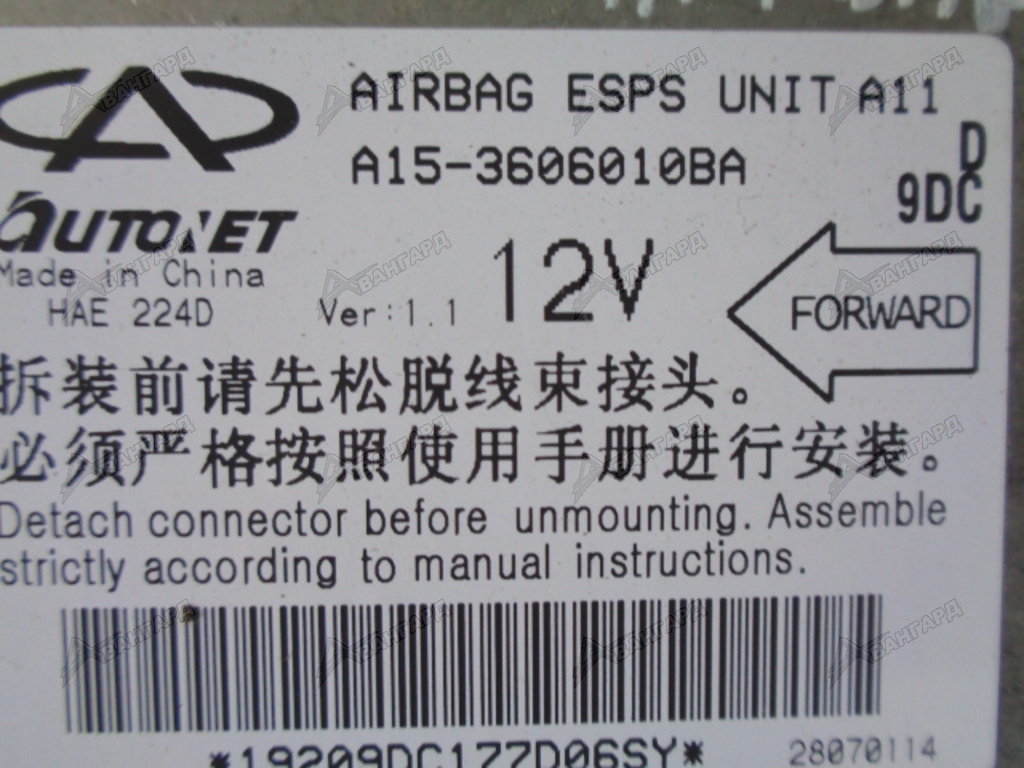 AIRBAG ESPS UNIT A11
A15-3606010BA
D
9DC
AUTONET
Made in China
HAE 224D
Ver:1.1
12V
FORWARD
拆装前请先松脱线束接头。
必须严格按照使用手册进行安装。
Detach connector before unmounting. Assemble
strictly according to manual instructions.
*19209DC177D06SY*
28070114
АВАНГАРД